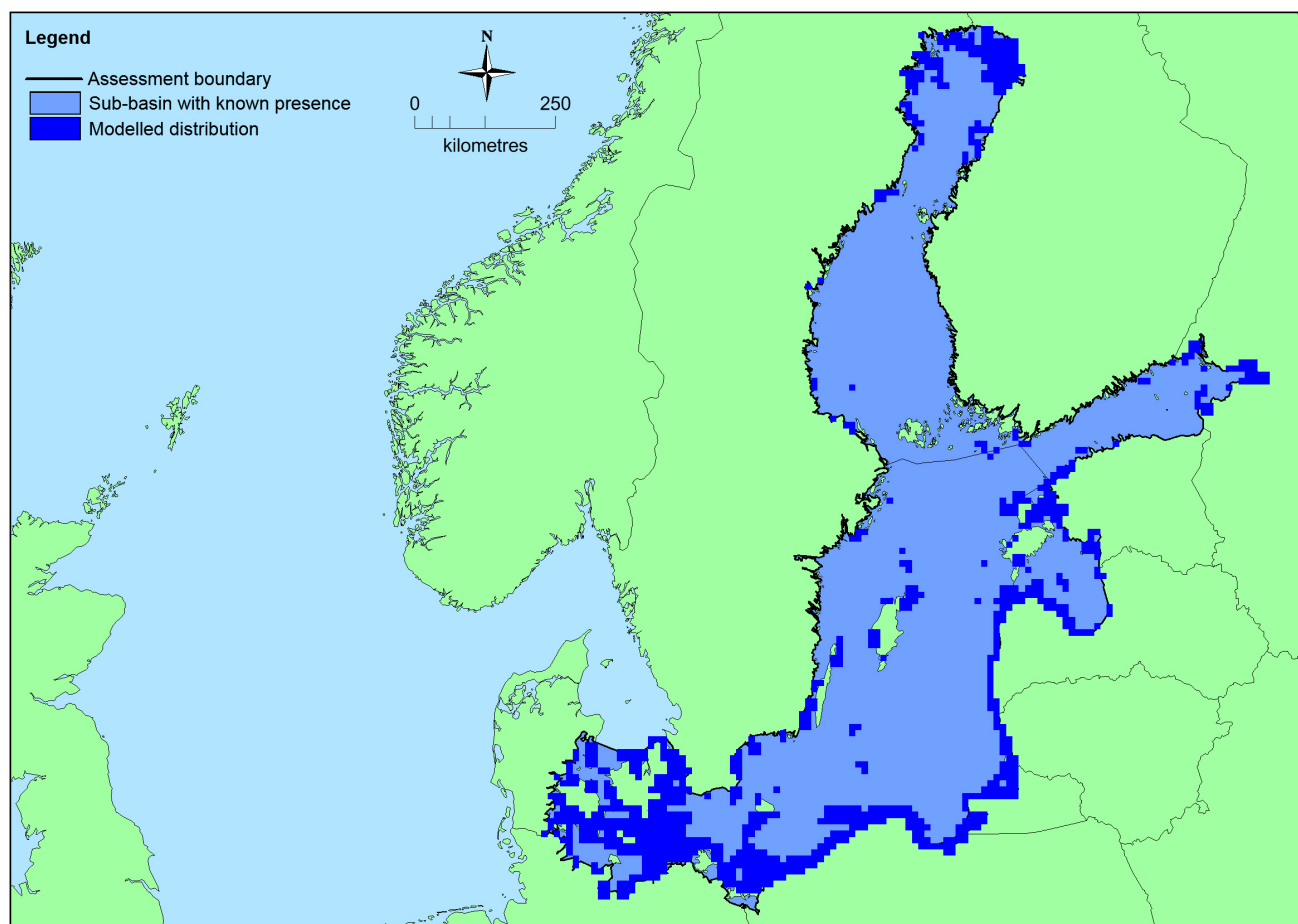 Legend
Assessment boundary
Sub-basin with known presence
Modelled distribution
N
0 250
kilometres